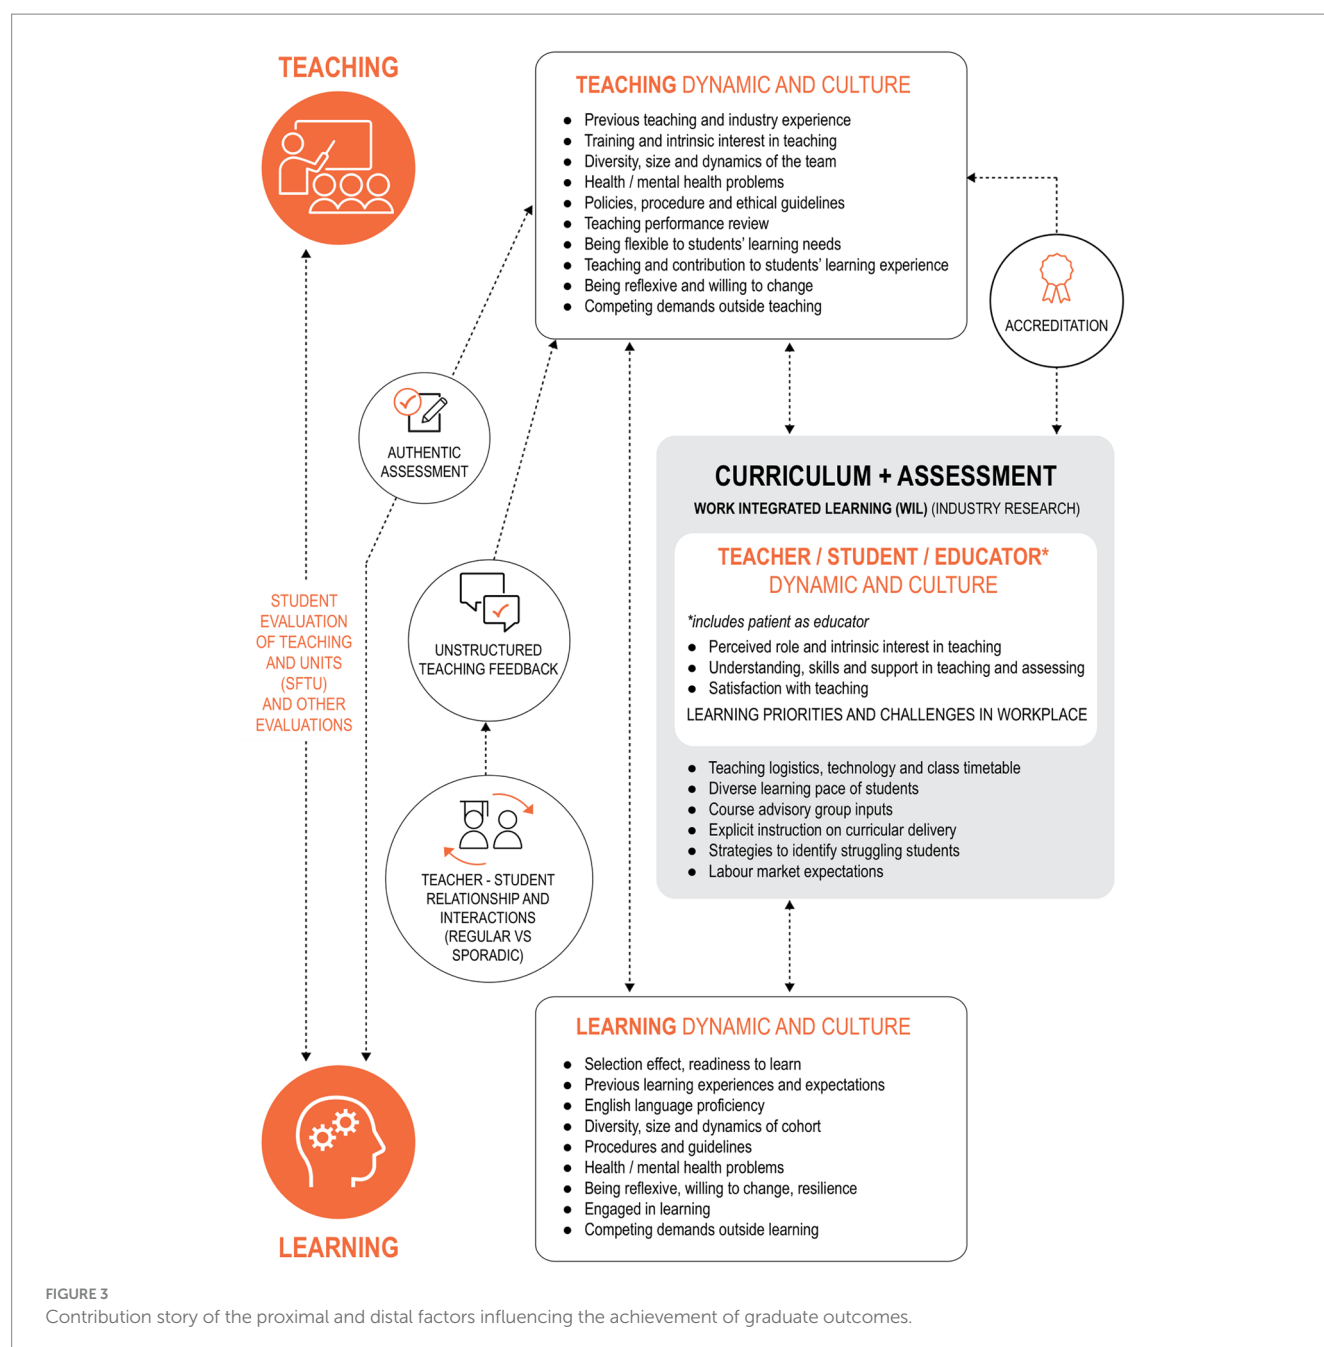 TEACHING
TEACHING DYNAMIC AND CULTURE
● Previous teaching and industry experience
● Training and intrinsic interest in teaching
● Diversity, size and dynamics of the team
● Health / mental health problems
● Policies, procedure and ethical guidelines
● Teaching performance review
● Being flexible to students’ learning needs
● Teaching and contribution to students’ learning experience
● Being reflexive and willing to change
● Competing demands outside teaching
ACCREDITATION
AUTHENTIC
ASSESSMENT
CURRICULUM + ASSESSMENT
WORK INTEGRATED LEARNING (WIL) (INDUSTRY RESEARCH)
TEACHER / STUDENT / EDUCATOR*
DYNAMIC AND CULTURE
*includes patient as educator
● Perceived role and intrinsic interest in teaching
● Understanding, skills and support in teaching and assessing
● Satisfaction with teaching
LEARNING PRIORITIES AND CHALLENGES IN WORKPLACE
● Teaching logistics, technology and class timetable
● Diverse learning pace of students
● Course advisory group inputs
● Explicit instruction on curricular delivery
● Strategies to identify struggling students
● Labour market expectations
STUDENT
EVALUATION
OF TEACHING
AND UNITS
(SFTU)
AND OTHER
EVALUATIONS
UNSTRUCTURED
TEACHING FEEDBACK
TEACHER - STUDENT
RELATIONSHIP AND
INTERACTIONS
(REGULAR VS
SPORADIC)
LEARNING DYNAMIC AND CULTURE
● Selection effect, readiness to learn
● Previous learning experiences and expectations
● English language proficiency
● Diversity, size and dynamics of cohort
● Procedures and guidelines
● Health / mental health problems
● Being reflexive, willing to change, resilience
● Engaged in learning
● Competing demands outside learning
LEARNING
FIGURE 3
Contribution story of the proximal and distal factors influencing the achievement of graduate outcomes.